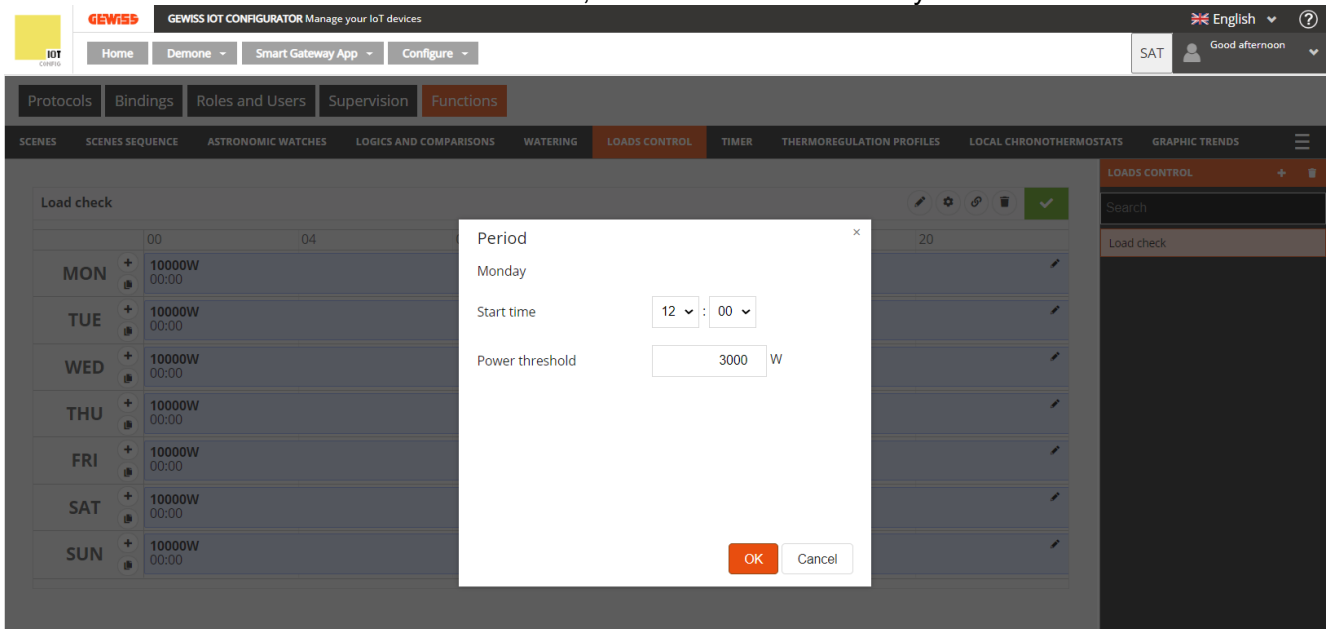 GEWISS GEWISS IOT CONFIGURATOR Manage your IoT devices English ?
IOT CONFIG Home Demone Smart Gateway App Configure SAT Good afternoon
Protocols Bindings Roles and Users Supervision Functions
SCENES SCENES SEQUENCE ASTRONOMIC WATCHES LOGICS AND COMPARISONS WATERING LOADS CONTROL TIMER THERMOREGULATION PROFILES LOCAL CHRONOTHERMOSTATS GRAPHIC TRENDS
LOADS CONTROL +
Load check
Search
Load check
00 04 20
Period ×
Monday
Start time 12 : 00
Power threshold 3000 W
OK Cancel
MON + 10000W
00:00
TUE + 10000W
00:00
WED + 10000W
00:00
THU + 10000W
00:00
FRI + 10000W
00:00
SAT + 10000W
00:00
SUN + 10000W
00:00